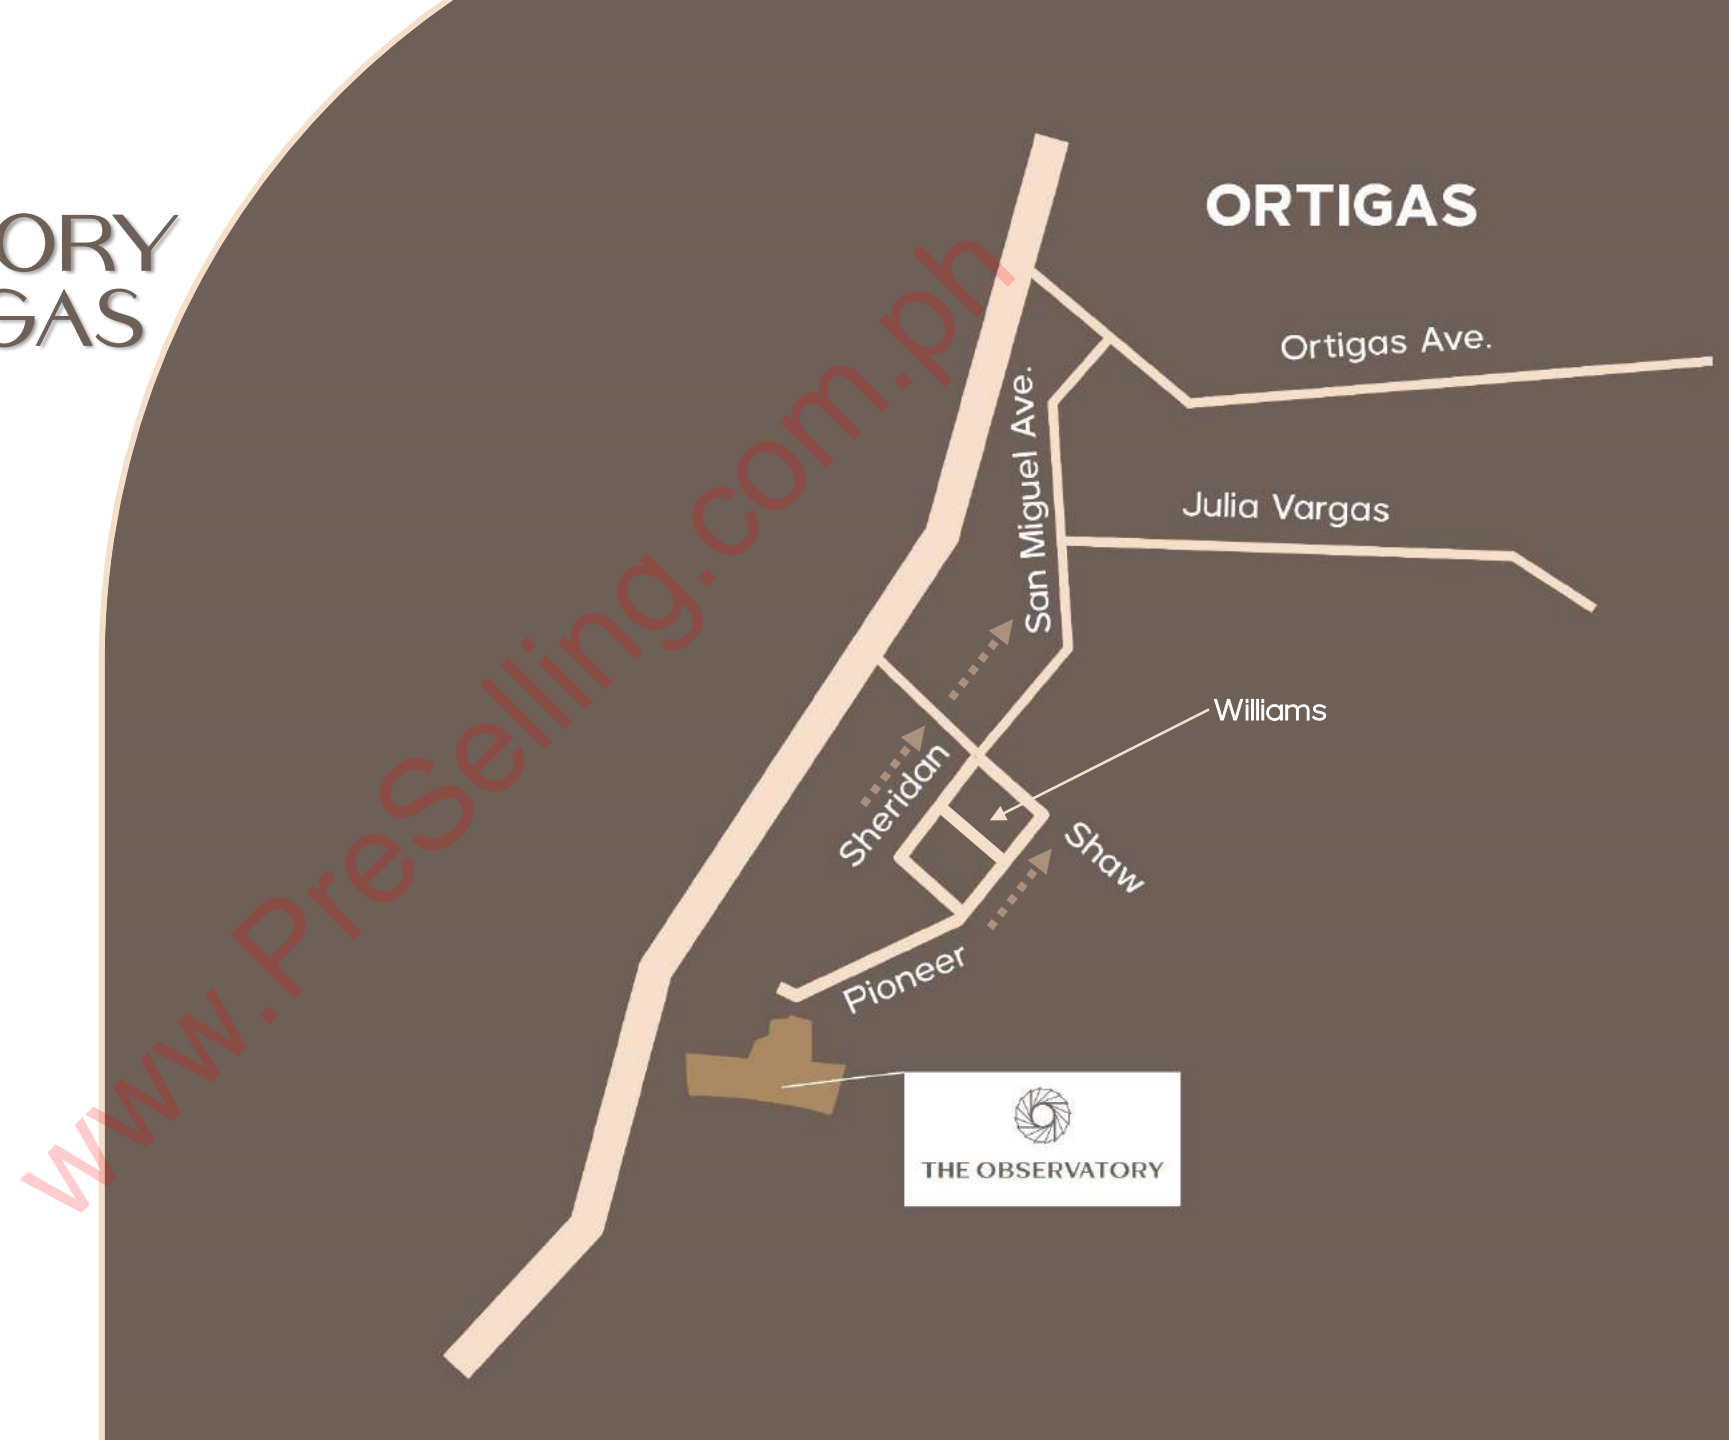 ORY
GAS
ORTIGAS
Ortigas Ave.
San Miguel Ave.
Julia Vargas
Williams
Sheridan
Shaw
Pioneer
THE OBSERVATORY
www.PreSelling.com.ph